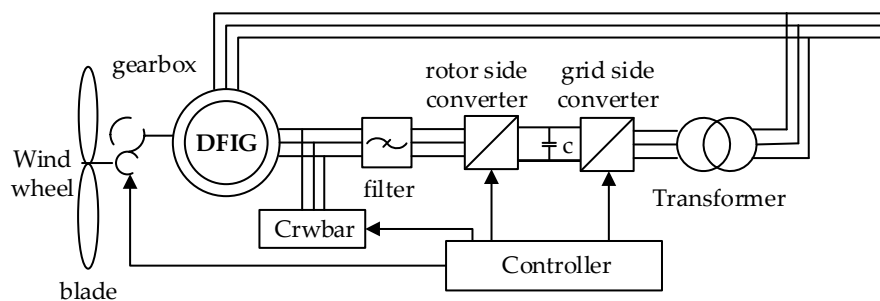 gearbox
rotor side
converter
grid side
converter
DFIG
Wind
wheel
C
filter
Transformer
Crwbar
Controller
blade